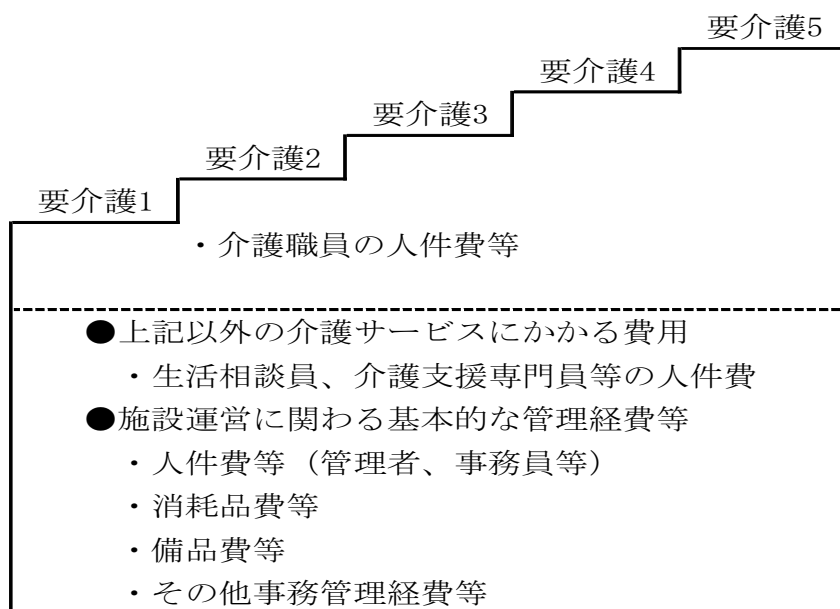 要介護5
要介護4
要介護3
要介護2
要介護1
・介護職員の人件費等
●上記以外の介護サービスにかかる費用
・生活相談員、介護支援専門員等の人件費
●施設運営に関わる基本的な管理経費等
・人件費等（管理者、事務員等）
・消耗品費等
・備品費等
・その他事務管理経費等